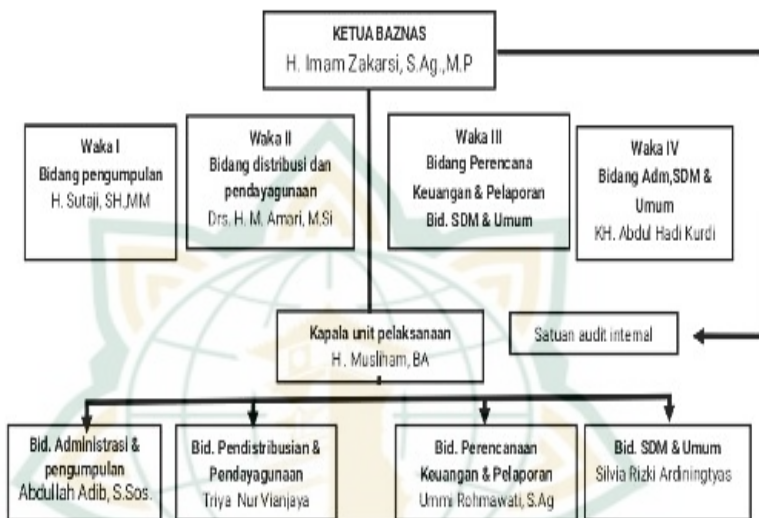 KETUA BAZNAS
H. Imam Zakarsi, S.Ag.,M.P
Waka I
Bidang pengumpulan
H. Sutaji, SH.,MM
Waka II
Bidang distribusi dan
pendayagunaan
Drs. H. M. Amari, M.Si
Waka III
Bidang Perencana
Keuangan & Pelaporan
Bid. SDM & Umum
Waka IV
Bidang Adm,SDM &
Umum
KH. Abdul Hadi Kurdi
Kapala unit pelaksanaan
H. Musliham, BA
Satuan audit internal
Bid. Administrasi &
pengumpulan
Abdullah Adib, S.Sos.
Bid. Pendistribusian &
Pendayagunaan
Triya Nur Vianjaya
Bid. Perencanaan
Keuangan & Pelaporan
Ummi Rohmawati, S.Ag
Bid. SDM & Umum
Silvia Rizki Ardiningtyas